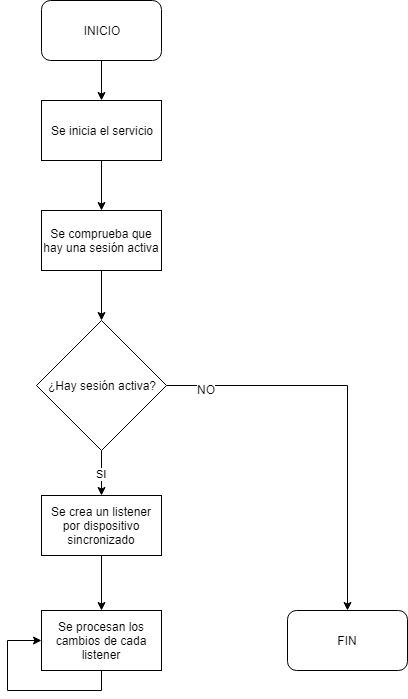 INICIO
Se inicia el servicio
Se comprueba que
hay una sesión activa
¿Hay sesión activa?
NO
SI
Se crea un listener
por dispositivo
sincronizado
Se procesan los
cambios de cada
listener
FIN